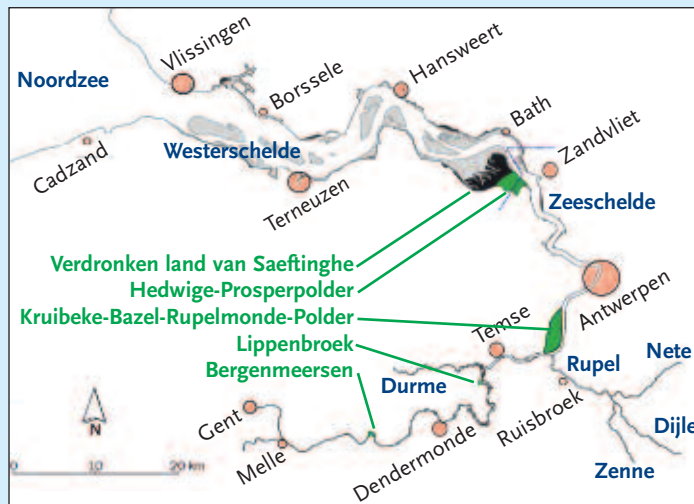 Vlissingen
Noordzee
Borssele
Hansweert
Bath
Zandvliet
Cadzand
Westerschelde
Terneuzen
Zeeschelde
Verdronken land van Saeftinghe
Hedwige-Prosperpolder
Kruibeke-Bazel-Rupelmonde-Polder
Antwerpen
Lippenbroek
Temse
Bergenmeersen
Durme
Rupel
Nete
Ruisbroek
Gent
Melle
Dendermonde
Dijle
Zenne
N
0 10 20 km